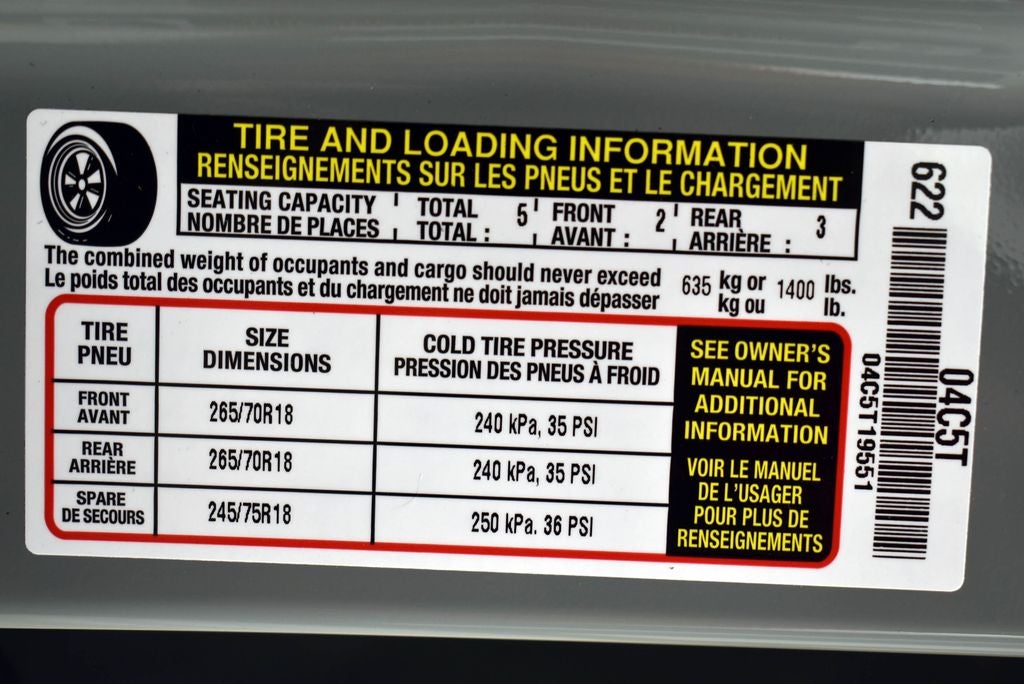 TIRE AND LOADING INFORMATION
RENSEIGNEMENTS SUR LES PNEUS ET LE CHARGEMENT
SEATING CAPACITY TOTAL 5 FRONT 2 REAR 3
NOMBRE DE PLACES TOTAL : AVANT : ARRIÈRE :
The combined weight of occupants and cargo should never exceed 635 kg or 1400 lbs.
Le poids total des occupants et du chargement ne doit jamais dépasser kg ou lb.
TIRE
PNEU
SIZE
DIMENSIONS
COLD TIRE PRESSURE
PRESSION DES PNEUS À FROID
FRONT
AVANT
265/70R18
240 kPa, 35 PSI
REAR
ARRIÈRE
265/70R18
240 kPa, 35 PSI
SPARE
DE SECOURS
245/75R18
250 kPa. 36 PSI
SEE OWNER'S
MANUAL FOR
ADDITIONAL
INFORMATION
VOIR LE MANUEL
DE L'USAGER
POUR PLUS DE
RENSEIGNEMENTS
622
04C5T
04C5T19551